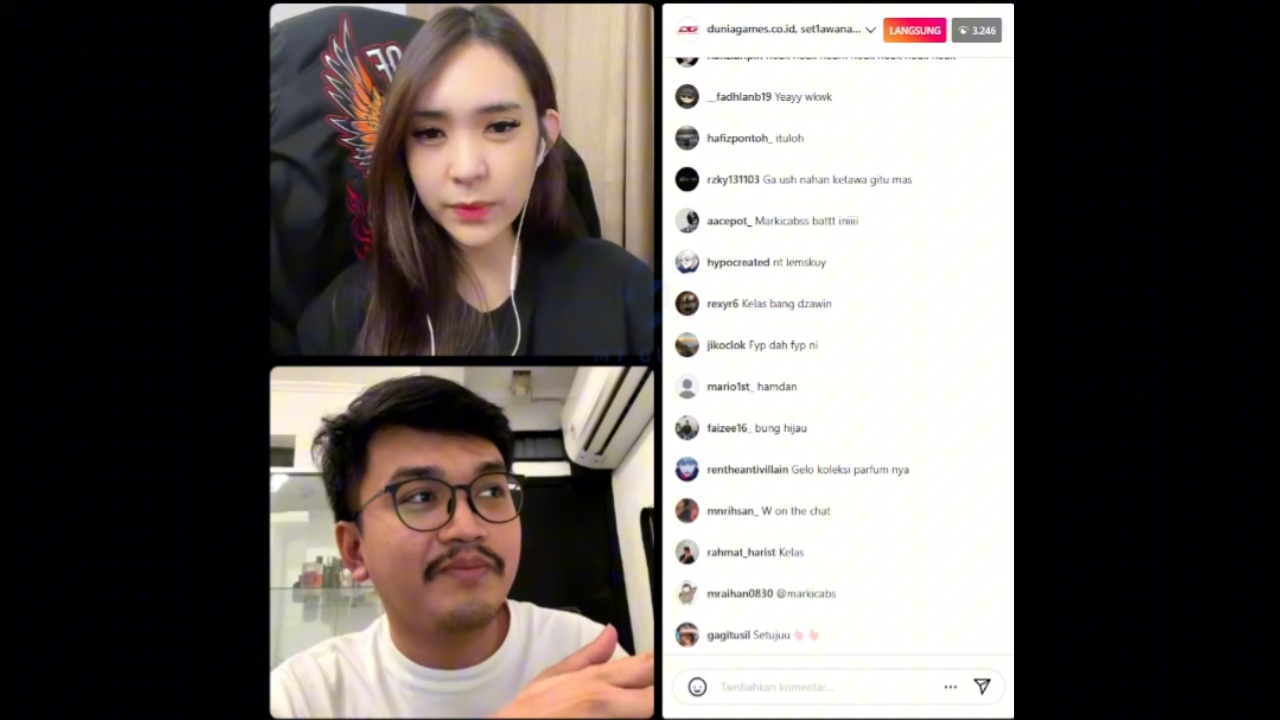 duniagames.co.id, set1awana... LANGSUNG 3.246
__fadhlanb19 Yeayy wkwk
hafizpontoh_ ituloh
rzky131103 Ga ush nahan ketawa gitu mas
aacepot_ Markicabss battt iniiii
hypocreated nt lemskuy
rexyr6 Kelas bang dzawin
jikoclok Fyp dah fyp ni
mario1st_ hamdan
faizee16_ bung hijau
rentheantivillain Gelo koleksi parfum nya
mnrihsan_ W on the chat
rahmat_harist Kelas
mraihan0830 @markicabs
gagitusil Setujuu
Tambahkan komentar...